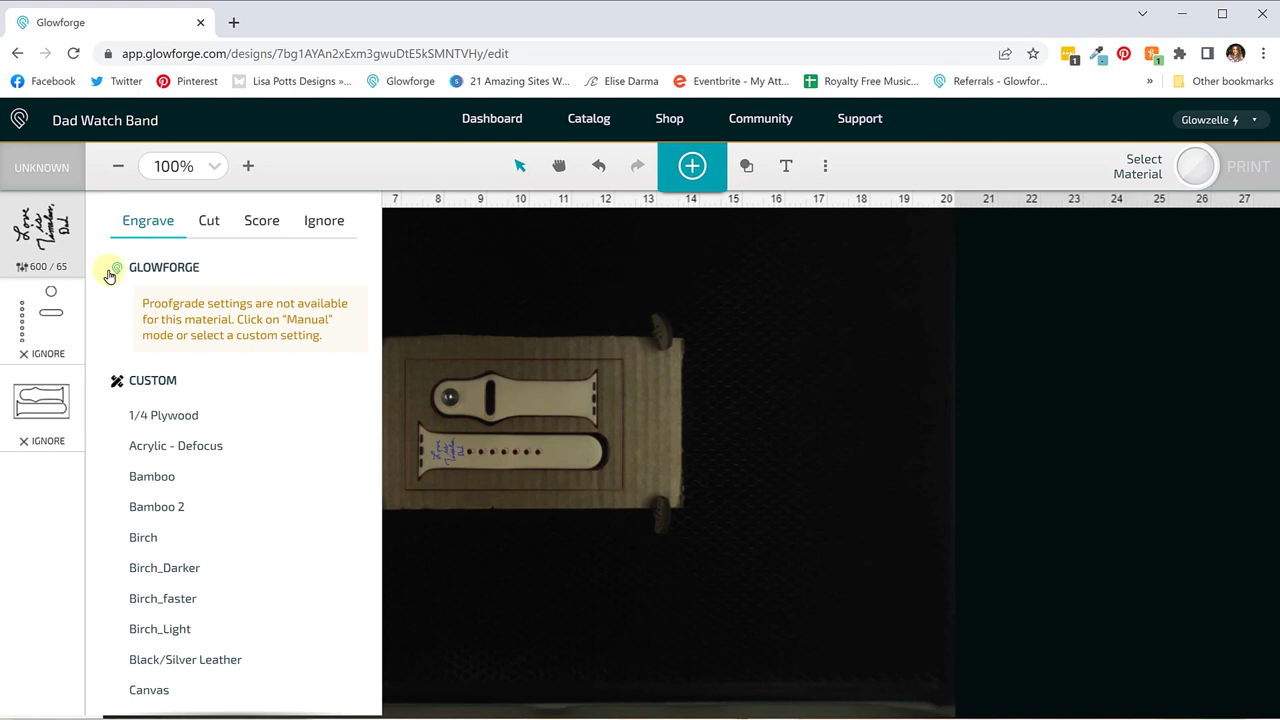 Glowforge
app.glowforge.com/designs/7bg1AYAn2xExm3gwuDtE5kSMNTVHy/edit
1
1
Facebook Twitter Pinterest Lisa Potts Designs »... Glowforge 21 Amazing Sites W... Elise Darma Eventbrite - My Att... Royalty Free Music... Referrals - Glowfor... » Other bookmarks
Dad Watch Band Dashboard Catalog Shop Community Support Glowzelle
UNKNOWN 100% Select Material PRINT
7 8 9 10 11 12 13 14 15 16 17 18 19 20 21 22 23 24 25 26 27
Engrave Cut Score Ignore
Love is Dad
600 / 65
GLOWFORGE
Proofgrade settings are not available
for this material. Click on “Manual”
mode or select a custom setting.
IGNORE
CUSTOM
1/4 Plywood
IGNORE
Acrylic - Defocus
Bamboo
Bamboo 2
Birch
Birch_Darker
Birch_faster
Birch_Light
Black/Silver Leather
Canvas